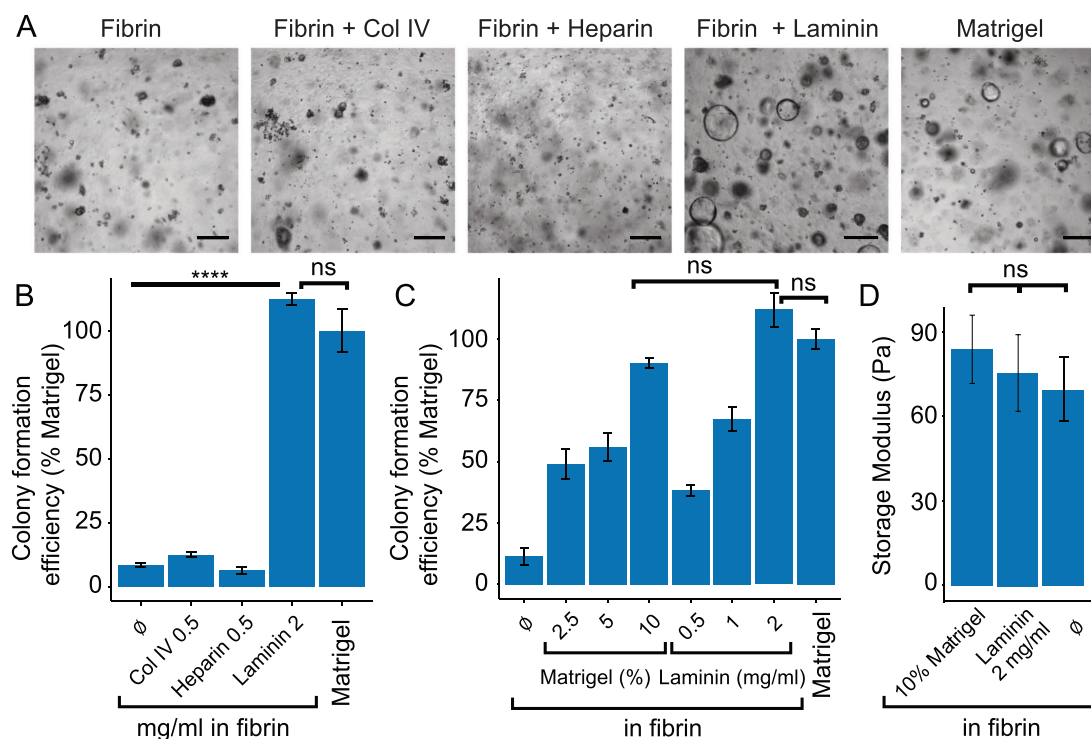 A
Fibrin
Fibrin + Col IV
Fibrin + Heparin
Fibrin + Laminin
Matrigel
B
****
ns
Colony formation
efficiency (% Matrigel)
100
75
50
25
0
∅
Col IV 0.5
Heparin 0.5
Laminin 2
Matrigel
mg/ml in fibrin
C
ns
ns
Colony formation
efficiency (% Matrigel)
100
75
50
25
0
∅
2.5
5
10
0.5
1
2
Matrigel
Matrigel (%)
Laminin (mg/ml)
in fibrin
D
ns
Storage Modulus (Pa)
90
60
30
0
10% Matrigel
Laminin
2 mg/ml
∅
in fibrin